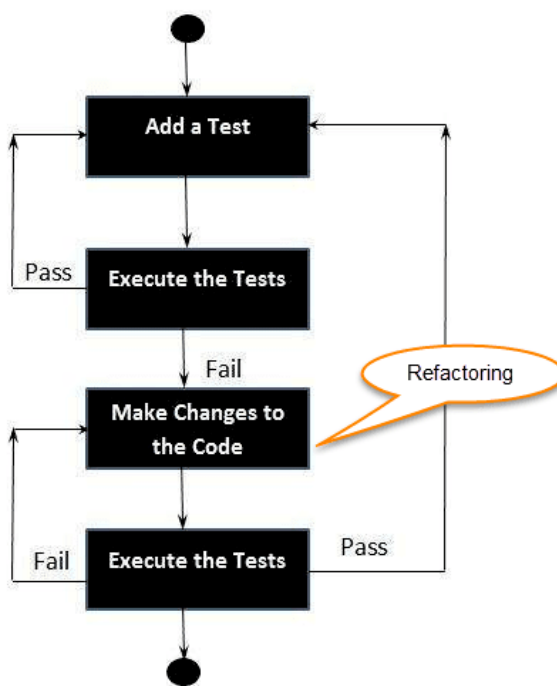 Add a Test
Pass
Execute the Tests
Fail
Refactoring
Make Changes to
the Code
Fail
Execute the Tests
Pass